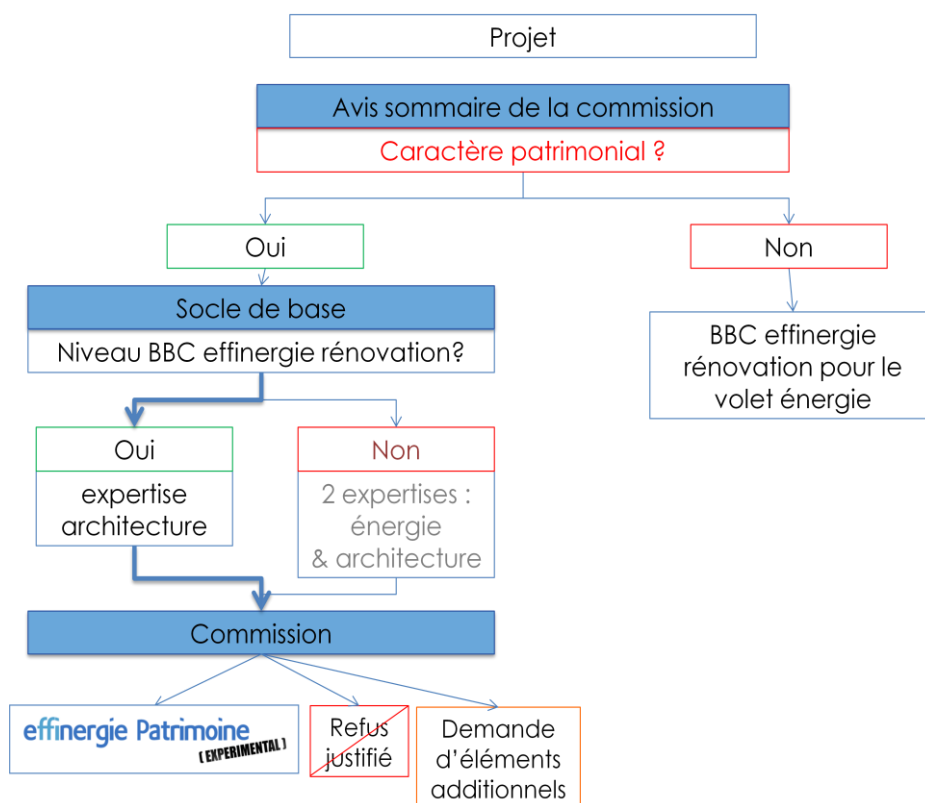 Projet
Avis sommaire de la commission
Caractère patrimonial ?
Oui
Non
Socle de base
Niveau BBC effinergie rénovation?
BBC effinergie
rénovation pour le
volet énergie
Oui
expertise
architecture
Non
2 expertises :
énergie
& architecture
Commission
effinergie Patrimoine
(EXPERIMENTAL)
Refus
justifié
Demande
d'éléments
additionnels